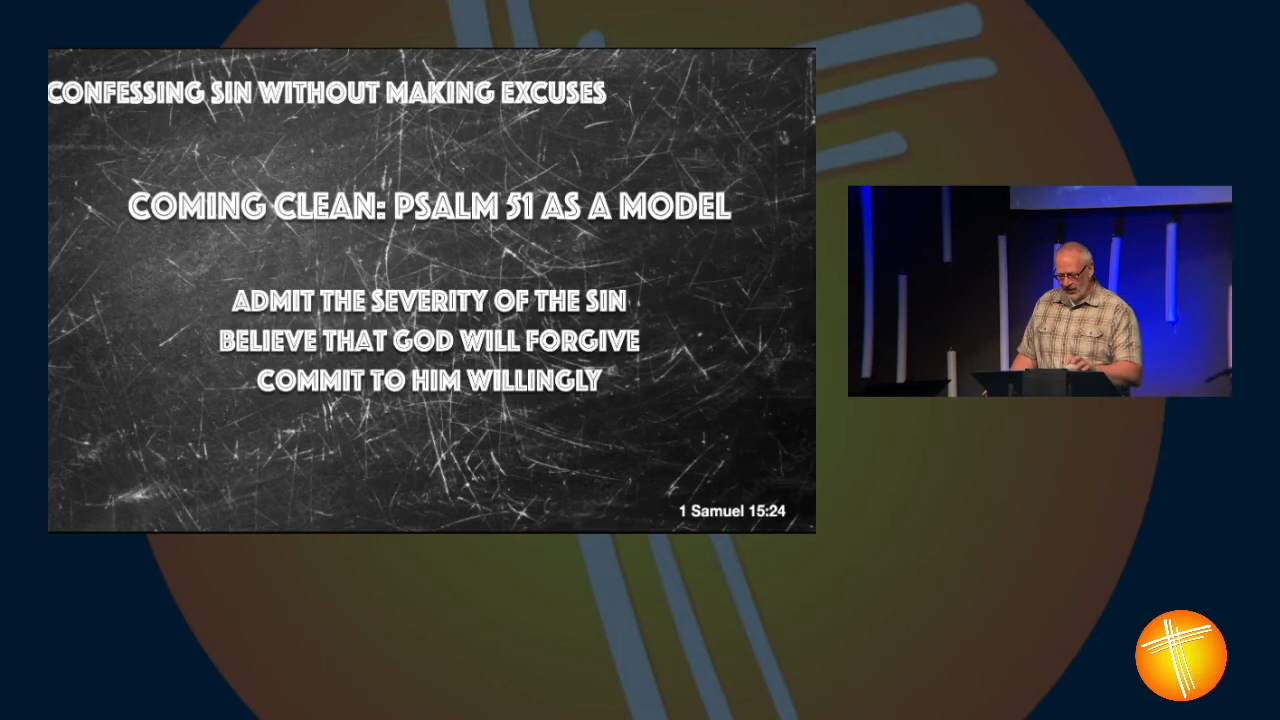 CONFESSING SIN WITHOUT MAKING EXCUSES
COMING CLEAN: PSALM 51 AS A MODEL
ADMIT THE SEVERITY OF THE SIN
BELIEVE THAT GOD WILL FORGIVE
COMMIT TO HIM WILLINGLY
1 Samuel 15:24